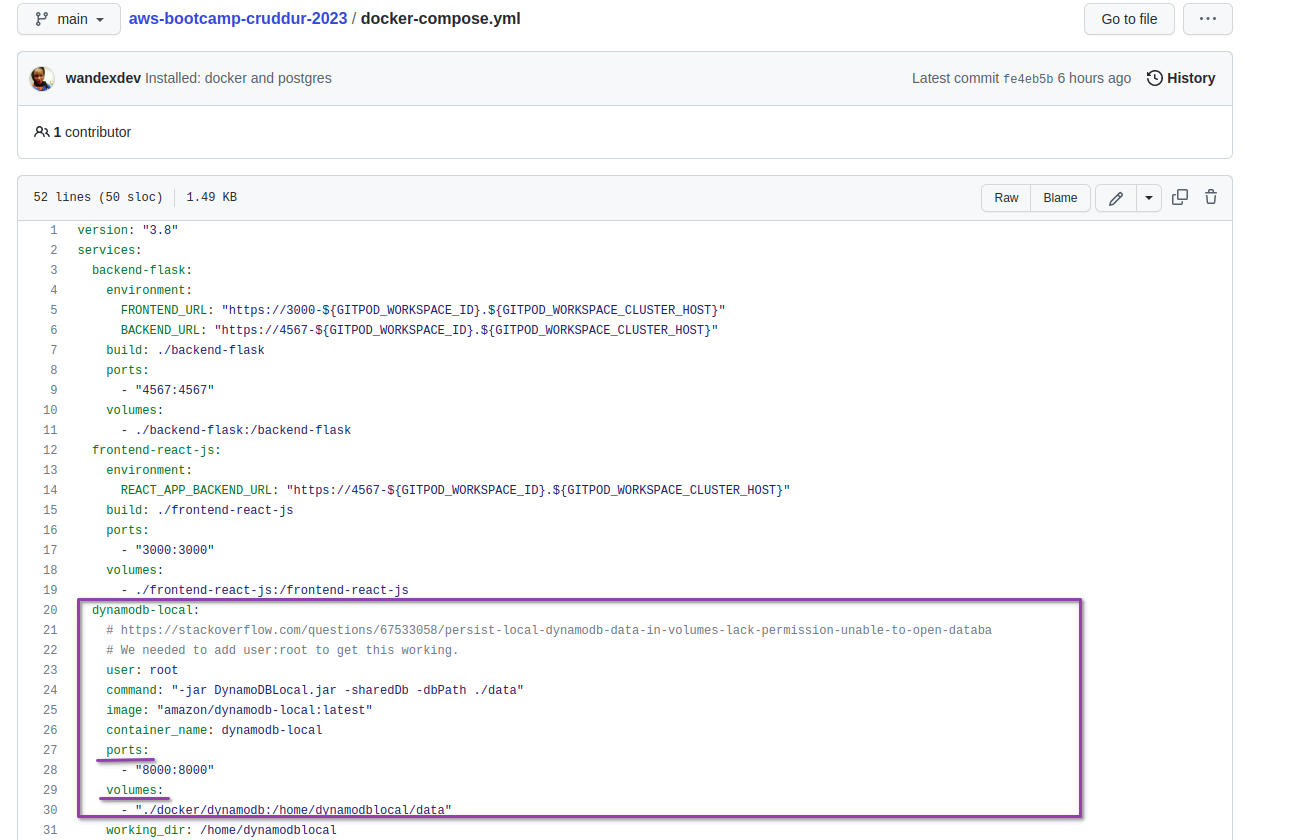 main aws-bootcamp-cruddur-2023 / docker-compose.yml Go to file ...
wandexdev Installed: docker and postgres Latest commit fe4eb5b 6 hours ago History
1 contributor
52 lines (50 sloc) 1.49 KB Raw Blame
1 version: "3.8"
2 services:
3 backend-flask:
4 environment:
5 FRONTEND_URL: "https://3000-${GITPOD_WORKSPACE_ID}.${GITPOD_WORKSPACE_CLUSTER_HOST}"
6 BACKEND_URL: "https://4567-${GITPOD_WORKSPACE_ID}.${GITPOD_WORKSPACE_CLUSTER_HOST}"
7 build: ./backend-flask
8 ports:
9 - "4567:4567"
10 volumes:
11 - ./backend-flask:/backend-flask
12 frontend-react-js:
13 environment:
14 REACT_APP_BACKEND_URL: "https://4567-${GITPOD_WORKSPACE_ID}.${GITPOD_WORKSPACE_CLUSTER_HOST}"
15 build: ./frontend-react-js
16 ports:
17 - "3000:3000"
18 volumes:
19 - ./frontend-react-js:/frontend-react-js
20 dynamodb-local:
21 # https://stackoverflow.com/questions/67533058/persist-local-dynamodb-data-in-volumes-lack-permission-unable-to-open-databa
22 # We needed to add user:root to get this working.
23 user: root
24 command: "-jar DynamoDBLocal.jar -sharedDb -dbPath ./data"
25 image: "amazon/dynamodb-local:latest"
26 container_name: dynamodb-local
27 ports:
28 - "8000:8000"
29 volumes:
30 - "./docker/dynamodb:/home/dynamodblocal/data"
31 working_dir: /home/dynamodblocal